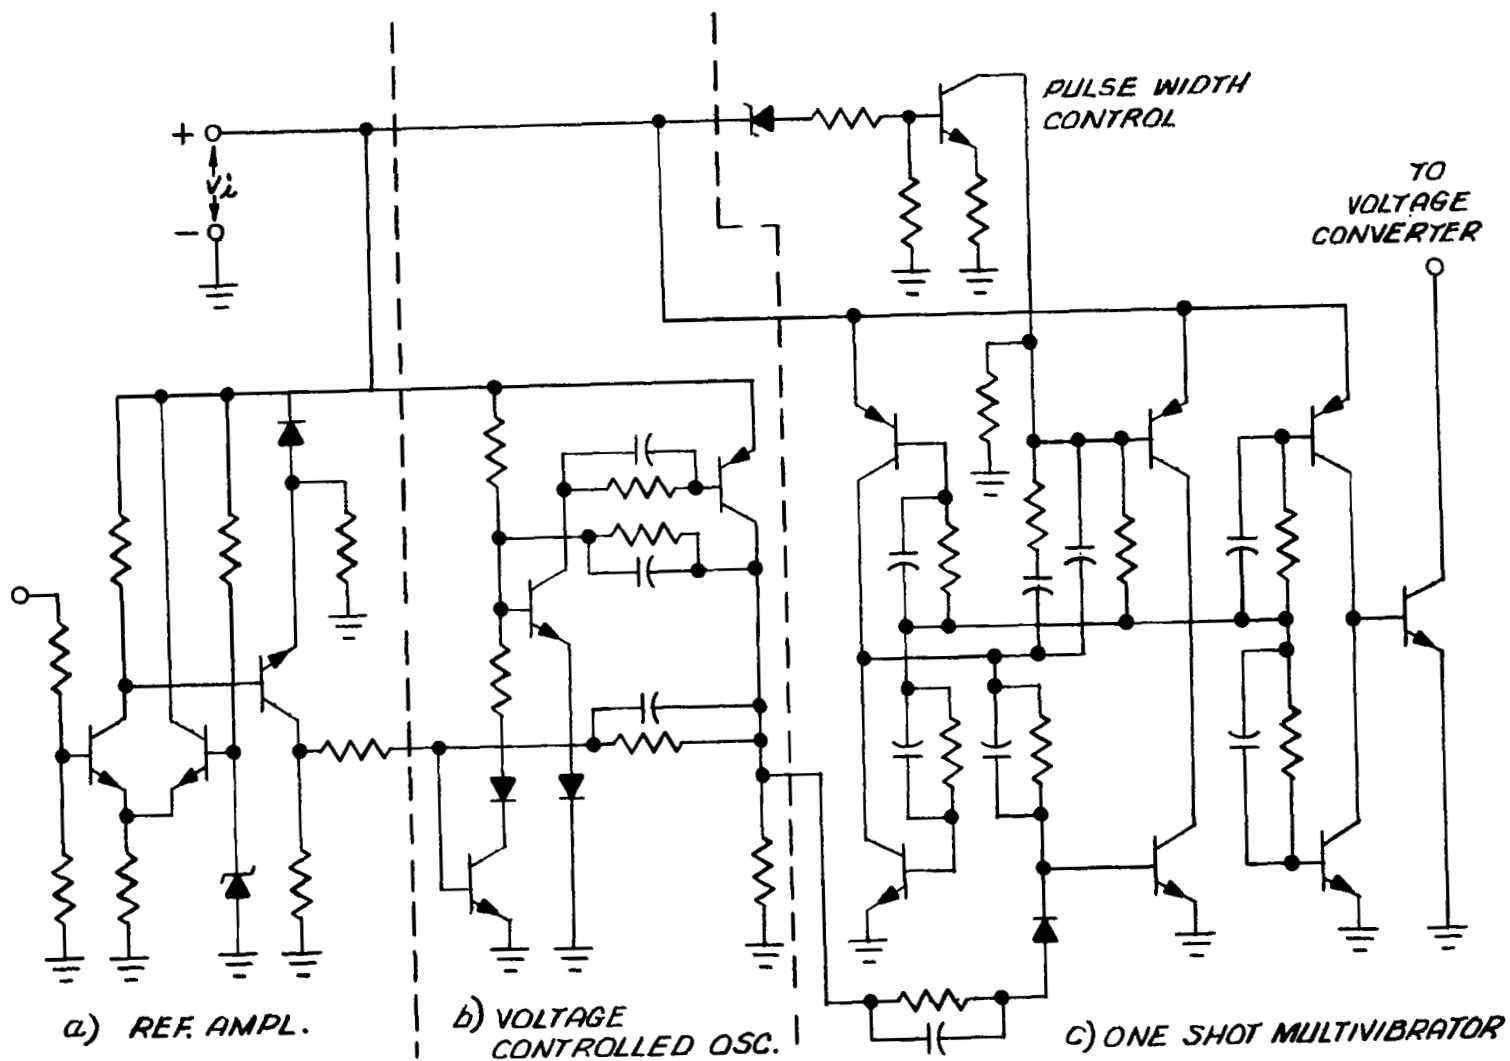 +
Vi
−
PULSE WIDTH
CONTROL
TO
VOLTAGE
CONVERTER
a) REF. AMPL.
b) VOLTAGE
CONTROLLED OSC.
c) ONE SHOT MULTIVIBRATOR